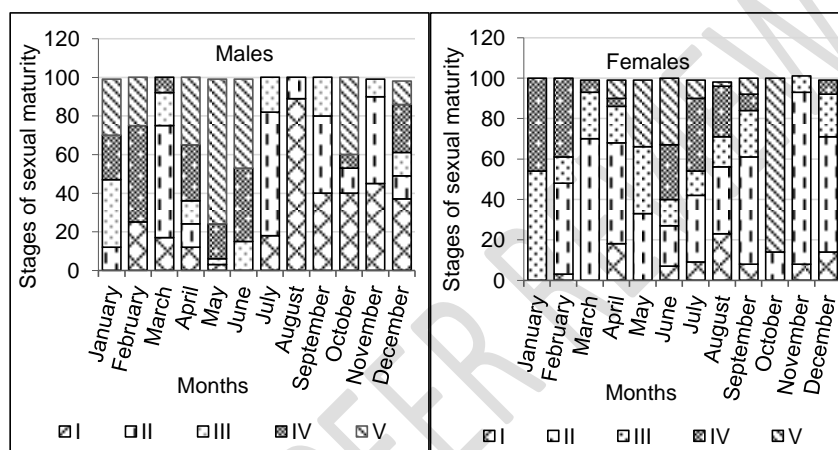 Males
Stages of sexual maturity
120
100
80
60
40
20
0
January
February
March
April
May
June
July
August
September
October
November
December
Months
I II III IV V
Females
Stages of sexual maturity
120
100
80
60
40
20
0
January
February
March
April
May
June
July
August
September
October
November
December
Months
I II III IV V
EER REVIEW